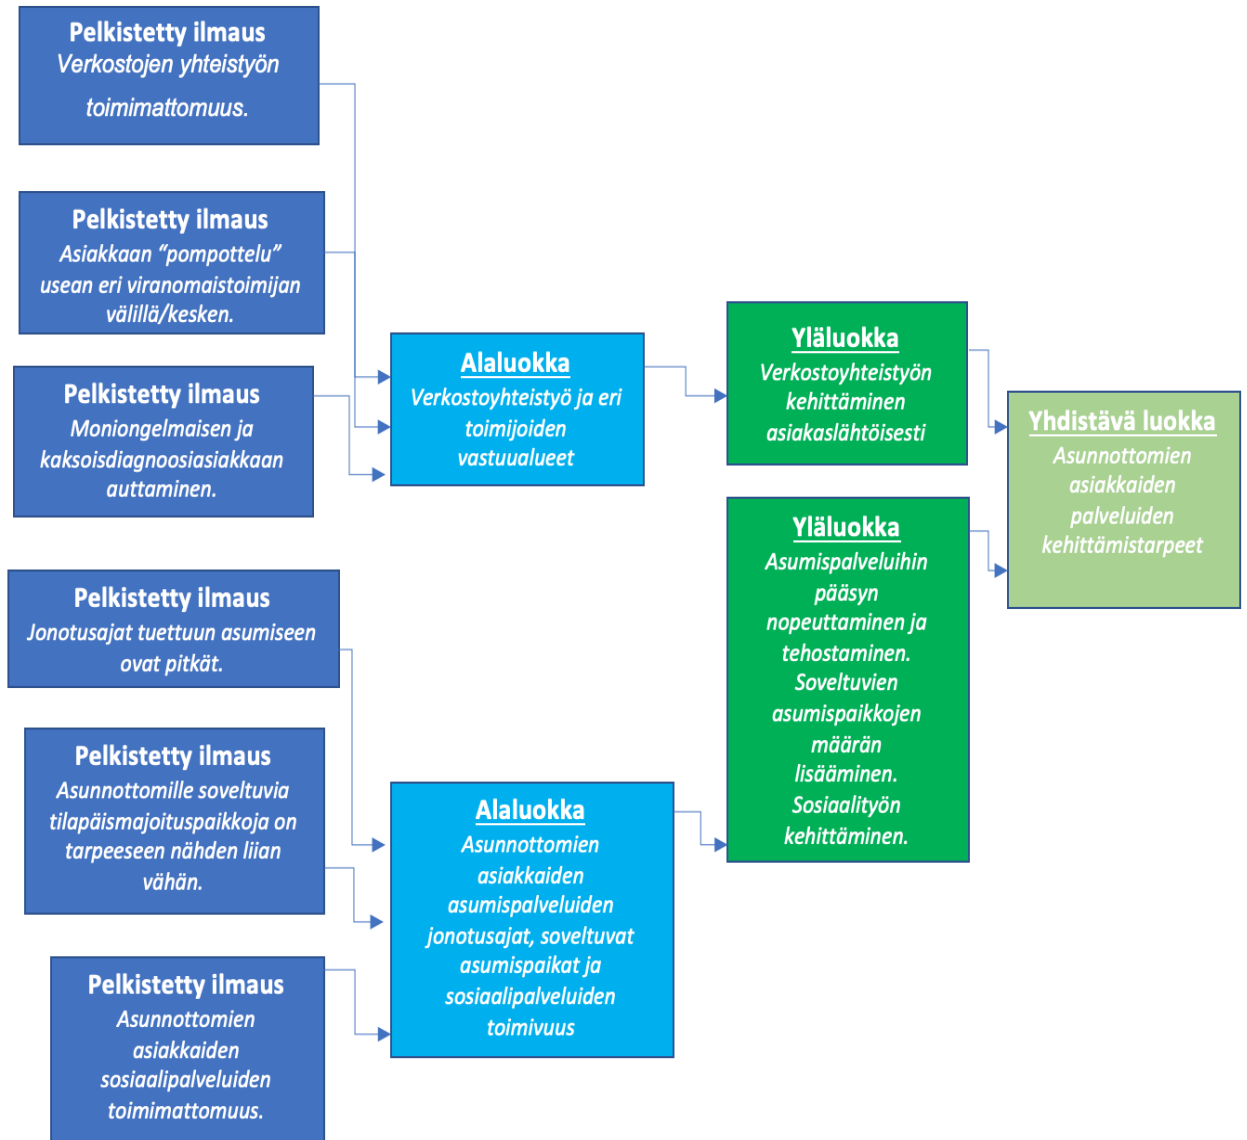 Pelkistetty ilmaus
Verkostojen yhteistyön
toimimattomuus.
Pelkistetty ilmaus
Asiakkaan “pompottelu”
usean eri viranomaistoimijan
välillä/kesken.
Pelkistetty ilmaus
Moniongelmaisen ja
kaksoisdiagnoosiasiakkaan
auttaminen.
Pelkistetty ilmaus
Jonotusajat tuettuun asumiseen
ovat pitkät.
Pelkistetty ilmaus
Asunnottomille soveltuvia
tilapäismajoituspaikkoja on
tarpeeseen nähden liian
vähän.
Pelkistetty ilmaus
Asunnottomien
asiakkaiden
sosiaalipalveluiden
toimimattomuus.
Alaluokka
Verkostoyhteistyö ja eri
toimijoiden
vastuualueet
Alaluokka
Asunnottomien
asiakkaiden
asumispalveluiden
jonotusajat, soveltuvat
asumispaikat ja
sosiaalipalveluiden
toimivuus
Yläluokka
Verkostoyhteistyön
kehittäminen
asiakaslähtöisesti
Yläluokka
Asumispalveluihin
pääsyn
nopeuttaminen ja
tehostaminen.
Soveltuvien
asumispaikkojen
määrän
lisääminen.
Sosiaalityön
kehittäminen.
Yhdistävä luokka
Asunnottomien
asiakkaiden
palveluiden
kehittämistarpeet